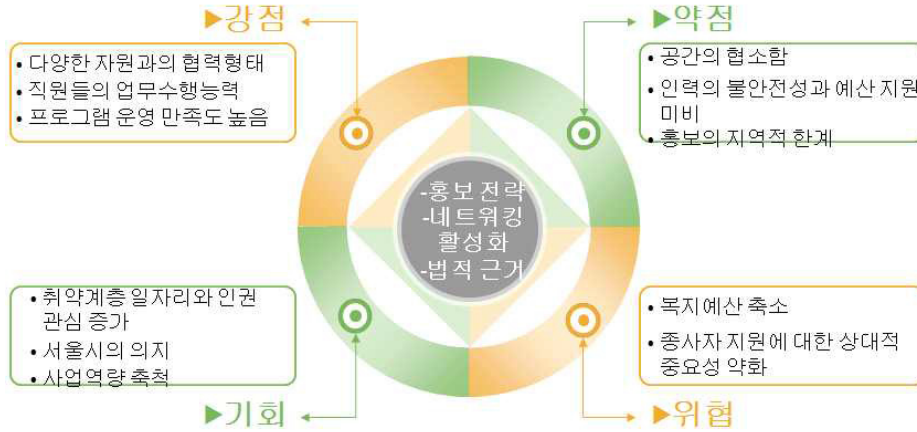 ▶강점
• 다양한 자원과의 협력형태
• 직원들의 업무수행능력
• 프로그램 운영 만족도 높음
▶약점
• 공간의 협소함
• 인력의 불안전성과 예산 지원
미비
• 홍보의 지역적 한계
-홍보 전략
-네트워킹
활성화
-법적 근거
• 취약계층 일자리와 인권
관심 증가
• 서울시의 의지
• 사업역량 축척
▶기회
• 복지예산 축소
• 종사자 지원에 대한 상대적
중요성 약화
▶위협